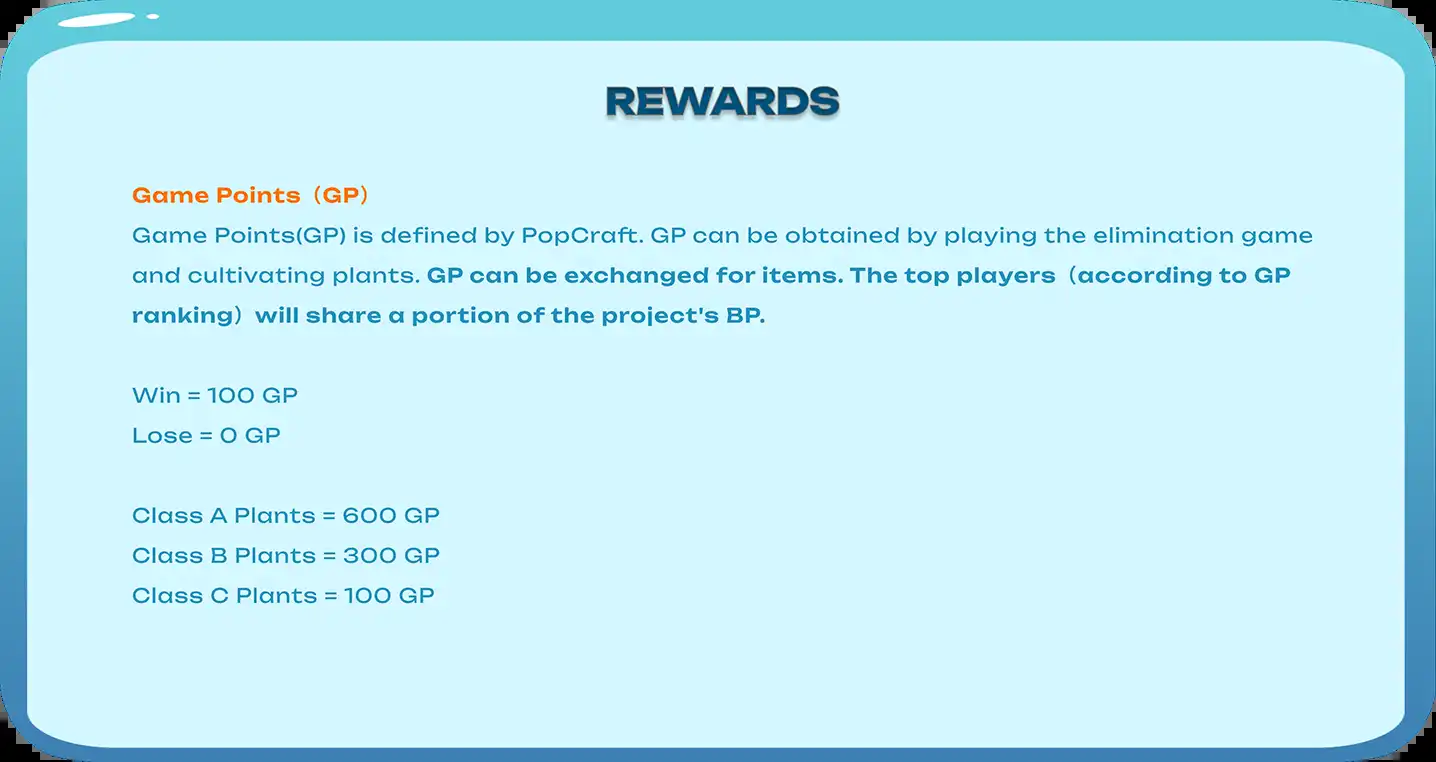 REWARDS
Game Points（GP）
Game Points(GP) is defined by PopCraft. GP can be obtained by playing the elimination game
and cultivating plants. GP can be exchanged for items. The top players（according to GP
ranking）will share a portion of the project's BP.
Win = 100 GP
Lose = 0 GP
Class A Plants = 600 GP
Class B Plants = 300 GP
Class C Plants = 100 GP